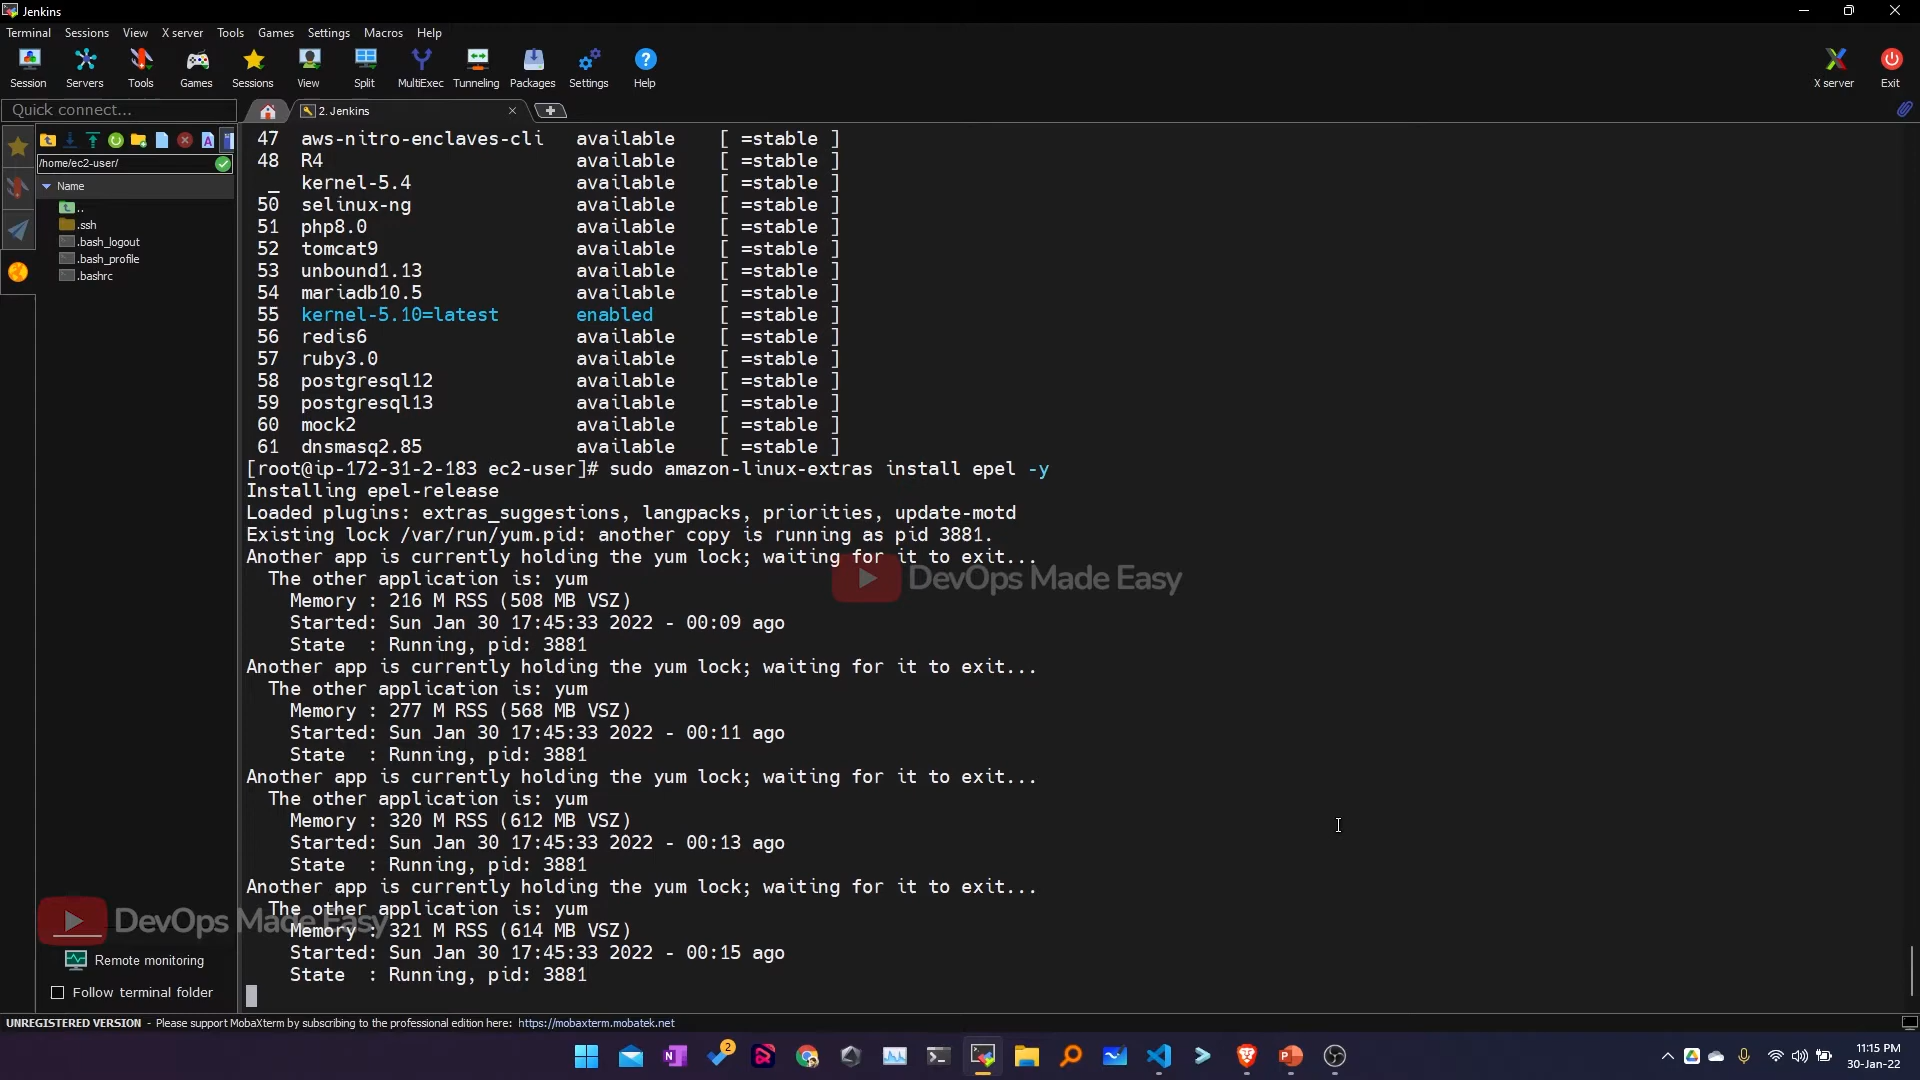 Jenkins
Terminal Sessions View X server Tools Games Settings Macros Help
Session Servers Tools Games Sessions View Split MultiExec Tunneling Packages Settings Help X server Exit
Quick connect...
2. Jenkins
/home/ec2-user/
Name
..
.ssh
.bash_logout
.bash_profile
.bashrc
47 aws-nitro-enclaves-cli available [ =stable ]
48 R4 available [ =stable ]
_ kernel-5.4 available [ =stable ]
50 selinux-ng available [ =stable ]
51 php8.0 available [ =stable ]
52 tomcat9 available [ =stable ]
53 unbound1.13 available [ =stable ]
54 mariadb10.5 available [ =stable ]
55 kernel-5.10=latest enabled [ =stable ]
56 redis6 available [ =stable ]
57 ruby3.0 available [ =stable ]
58 postgresql12 available [ =stable ]
59 postgresql13 available [ =stable ]
60 mock2 available [ =stable ]
61 dnsmasq2.85 available [ =stable ]
[root@ip-172-31-2-183 ec2-user]# sudo amazon-linux-extras install epel -y
Installing epel-release
Loaded plugins: extras_suggestions, langpacks, priorities, update-motd
Existing lock /var/run/yum.pid: another copy is running as pid 3881.
Another app is currently holding the yum lock; waiting for it to exit...
The other application is: yum
Memory : 216 M RSS (508 MB VSZ)
Started: Sun Jan 30 17:45:33 2022 - 00:09 ago
State : Running, pid: 3881
Another app is currently holding the yum lock; waiting for it to exit...
The other application is: yum
Memory : 277 M RSS (568 MB VSZ)
Started: Sun Jan 30 17:45:33 2022 - 00:11 ago
State : Running, pid: 3881
Another app is currently holding the yum lock; waiting for it to exit...
The other application is: yum
Memory : 320 M RSS (612 MB VSZ)
Started: Sun Jan 30 17:45:33 2022 - 00:13 ago
State : Running, pid: 3881
Another app is currently holding the yum lock; waiting for it to exit...
The other application is: yum
Memory : 321 M RSS (614 MB VSZ)
Started: Sun Jan 30 17:45:33 2022 - 00:15 ago
State : Running, pid: 3881
DevOps Made Easy
DevOps Made Easy
Remote monitoring
Follow terminal folder
UNREGISTERED VERSION - Please support MobaXterm by subscribing to the professional edition here: https://mobaxterm.mobatek.net
2
11:15 PM
30-Jan-22